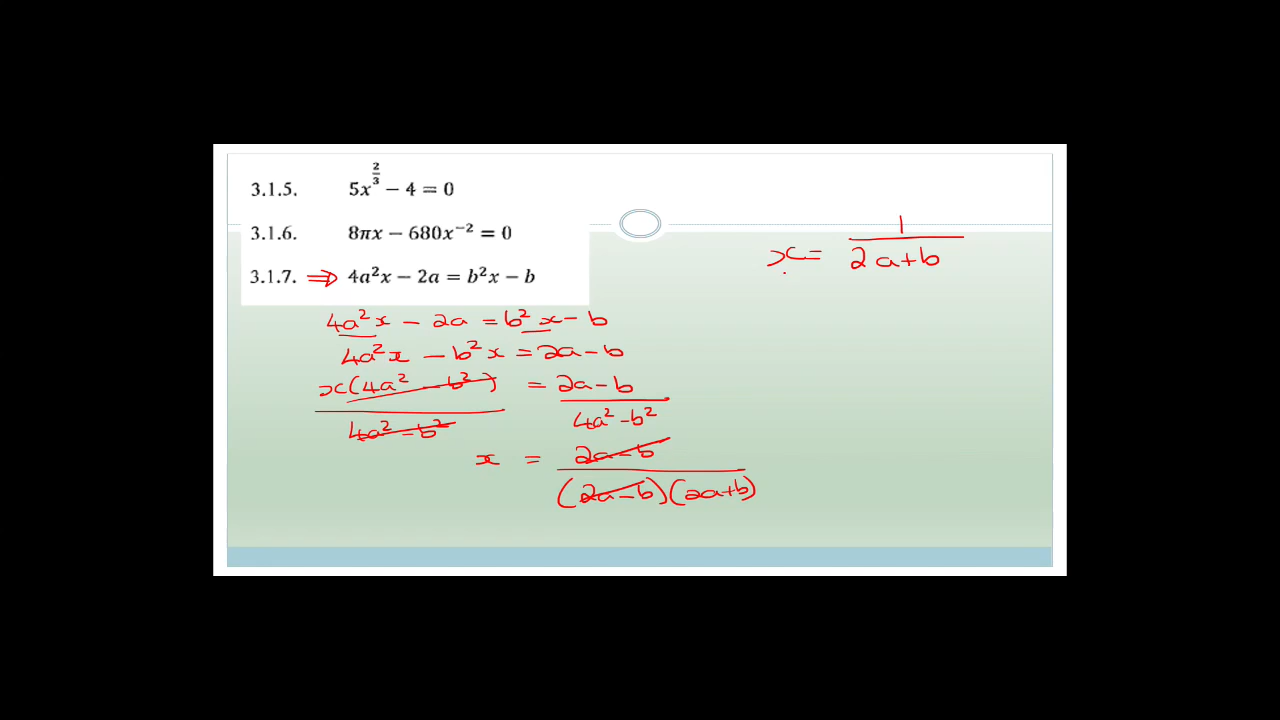 3.1.5. 5x^(2/3) − 4 = 0
3.1.6. 8πx − 680x⁻² = 0
3.1.7. ⇒ 4a²x − 2a = b²x − b
x = 1/(2a+b)
4a²x − 2a = b²x − b
4a²x − b²x = 2a − b
x(4a² − b²)/(4a² − b²) = (2a − b)/(4a² − b²)
x = (2a − b)/((2a − b)(2a+b))